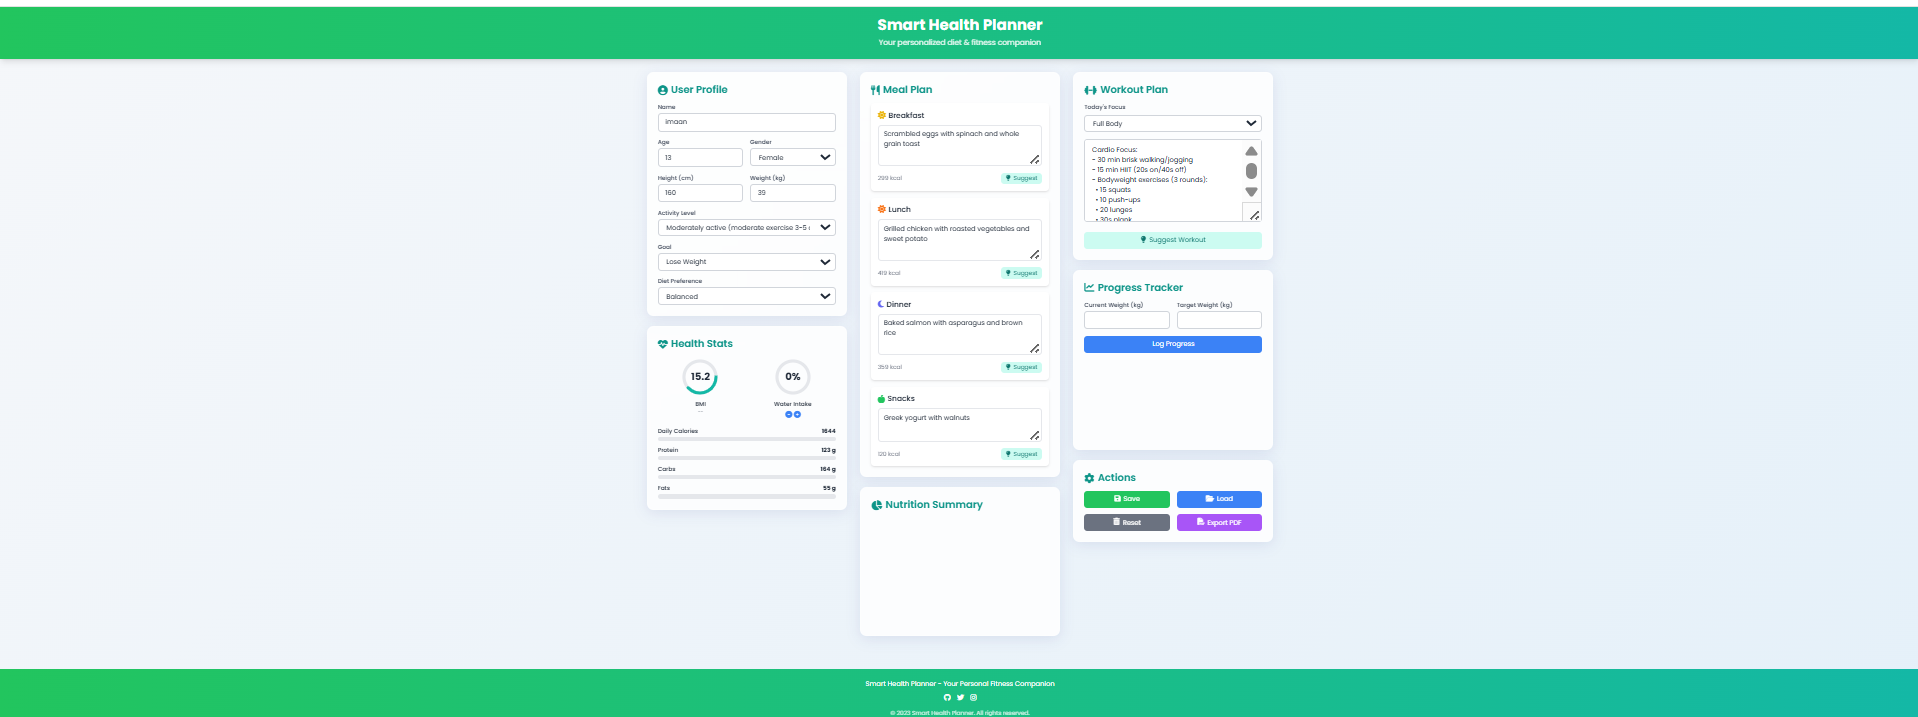 Smart Health Planner
Your personalized diet & fitness companion
User Profile
Name
Imaan
Age
Gender
13
Female
Height (cm)
Weight (kg)
160
39
Activity Level
Moderately active (moderate exercise 3-5
Goal
Lose Weight
Diet Preference
Balanced
Health Stats
15.2
0%
BMI
Water Intake
Daily Calories
1644
Protein
123 g
Carbs
164 g
Fats
55 g
Meal Plan
Breakfast
Scrambled eggs with spinach and whole
grain toast
299 kcal
Suggest
Lunch
Grilled chicken with roasted vegetables and
sweet potato
419 kcal
Suggest
Dinner
Baked salmon with asparagus and brown
rice
359 kcal
Suggest
Snacks
Greek yogurt with walnuts
120 kcal
Suggest
Nutrition Summary
Workout Plan
Today's Focus
Full Body
Cardio Focus:
- 30 min brisk walking/jogging
- 15 min HIIT (20s on/40s off)
- Bodyweight exercises (3 rounds):
• 15 squats
• 10 push-ups
• 20 lunges
• 30s plank
Suggest Workout
Progress Tracker
Current Weight (kg)
Target Weight (kg)
Log Progress
Actions
Save
Load
Reset
Export PDF
Smart Health Planner - Your Personal Fitness Companion
© 2023 Smart Health Planner. All rights reserved.